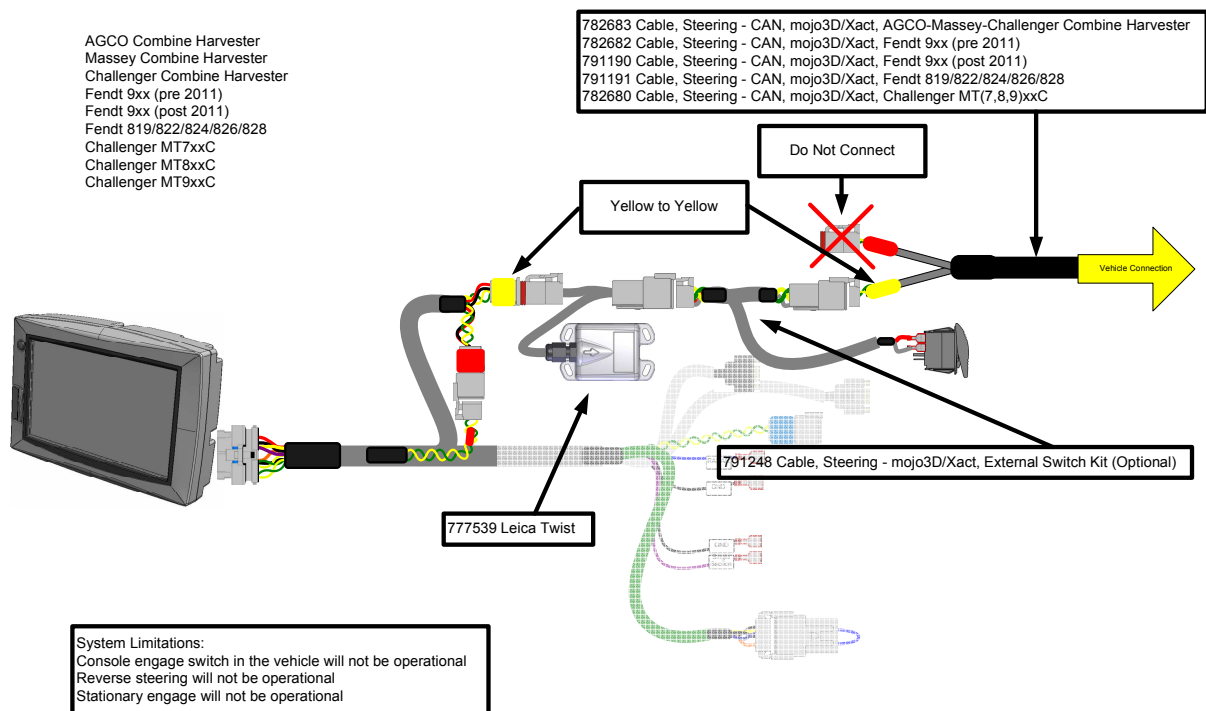 AGCO Combine Harvester
Massey Combine Harvester
Challenger Combine Harvester
Fendt 9xx (pre 2011)
Fendt 9xx (post 2011)
Fendt 819/822/824/826/828
Challenger MT7xxC
Challenger MT8xxC
Challenger MT9xxC
782683 Cable, Steering - CAN, mojo3D/Xact, AGCO-Massey-Challenger Combine Harvester
782682 Cable, Steering - CAN, mojo3D/Xact, Fendt 9xx (pre 2011)
791190 Cable, Steering - CAN, mojo3D/Xact, Fendt 9xx (post 2011)
791191 Cable, Steering - CAN, mojo3D/Xact, Fendt 819/822/824/826/828
782680 Cable, Steering - CAN, mojo3D/Xact, Challenger MT(7,8,9)xxC
Do Not Connect
Yellow to Yellow
Vehicle Connection
791248 Cable, Steering - mojo3D/Xact, External Switch Kit (Optional)
GND
777539 Leica Twist
GND
System Limitations:
Console engage switch in the vehicle will not be operational
Reverse steering will not be operational
Stationary engage will not be operational